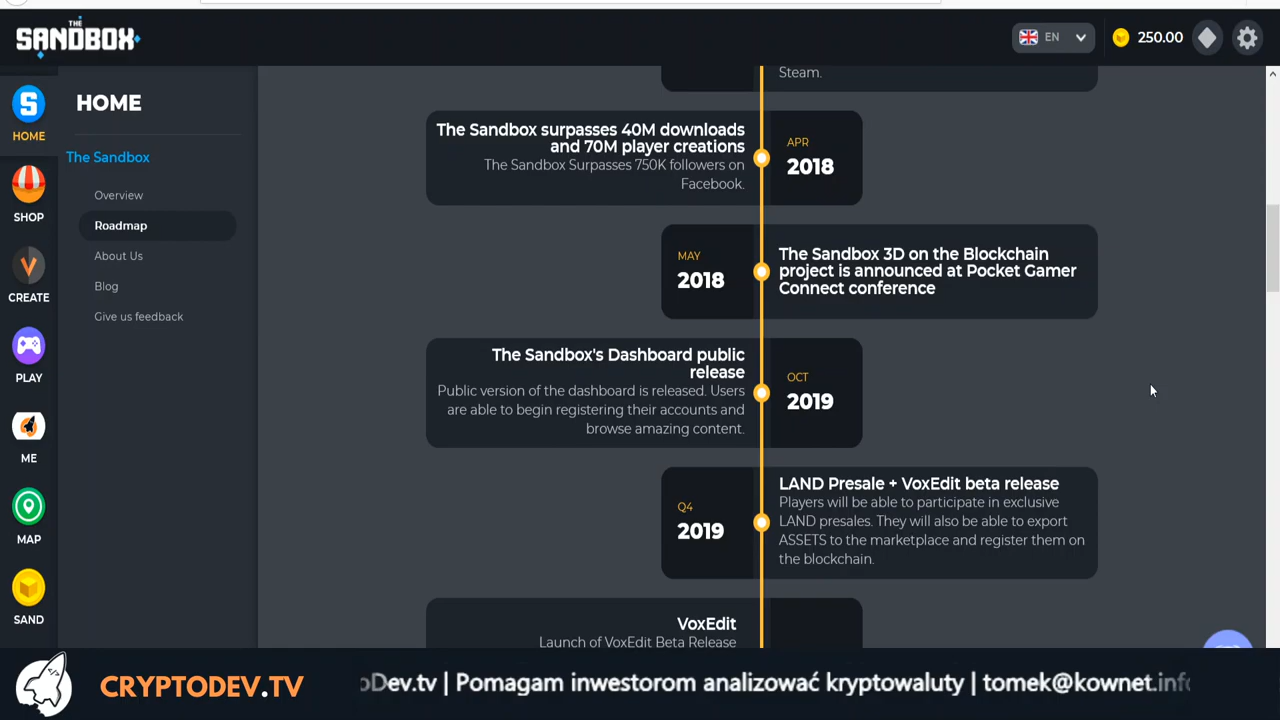 THE
SANDBOX
EN
250.00
HOME
SHOP
CREATE
PLAY
ME
MAP
SAND
HOME
The Sandbox
Overview
Roadmap
About Us
Blog
Give us feedback
Steam.
The Sandbox surpasses 40M downloads
and 70M player creations
The Sandbox Surpasses 750K followers on
Facebook.
APR
2018
MAY
2018
The Sandbox 3D on the Blockchain
project is announced at Pocket Gamer
Connect conference
The Sandbox's Dashboard public
release
Public version of the dashboard is released. Users
are able to begin registering their accounts and
browse amazing content.
OCT
2019
Q4
2019
LAND Presale + VoxEdit beta release
Players will be able to participate in exclusive
LAND presales. They will also be able to export
ASSETS to the marketplace and register them on
the blockchain.
VoxEdit
Launch of VoxEdit Beta Release
CRYPTODEV.TV
oDev.tv | Pomagam inwestorom analizować kryptowaluty | tomek@kownet.info